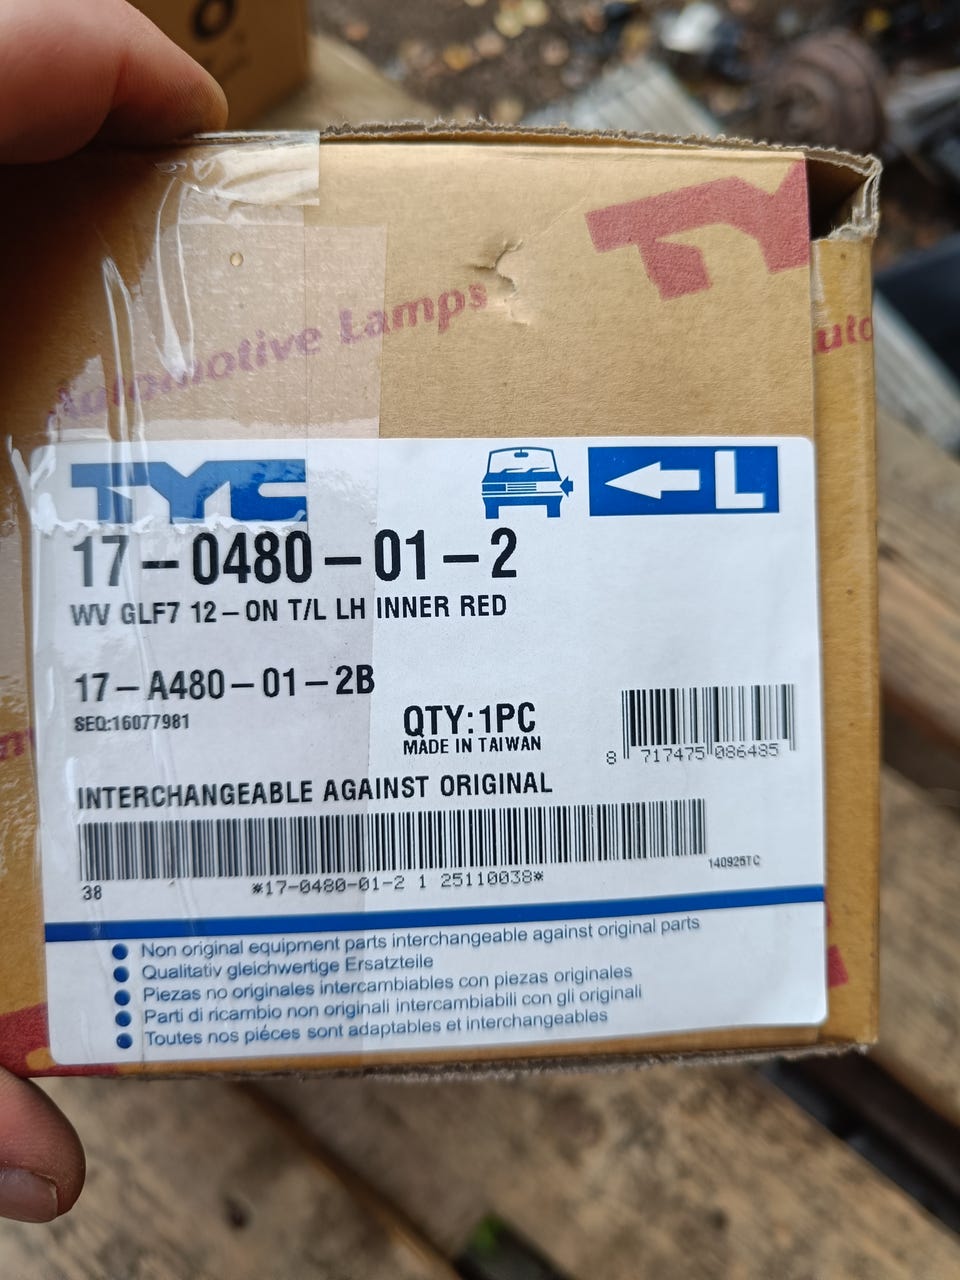 TY
Automotive Lamps
Auto
TYC
L
17-0480-01-2
WV GLF7 12-ON T/L LH INNER RED
17-A480-01-2B
SEQ:16077981
QTY:1PC
MADE IN TAIWAN
8 717475 086485
INTERCHANGEABLE AGAINST ORIGINAL
140925TC
38
*17-0480-01-2 1 25110038*
Non original equipment parts interchangeable against original parts
Qualitativ gleichwertige Ersatzteile
Piezas no originales intercambiables con piezas originales
Parti di ricambio non originali intercambiabili con gli originali
Toutes nos piéces sont adaptables et interchangeables